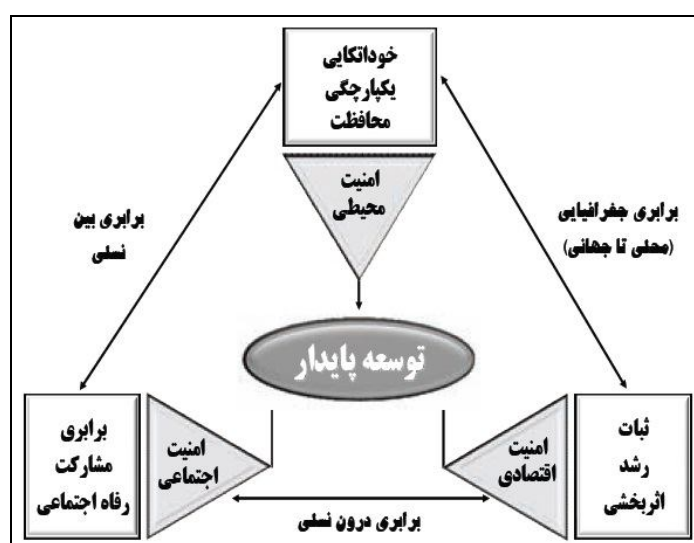 خوداتکایی
یکپارچگی
محافظت
امنیت
محیطی
برابری جغرافیایی
(محلی تا جهانی)
برابری بین
نسلی
توسعه پایدار
ثبات
رشد
اثربخشی
امنیت
اقتصادی
امنیت
اجتماعی
برابری
مشارکت
رفاه اجتماعی
برابری درون نسلی